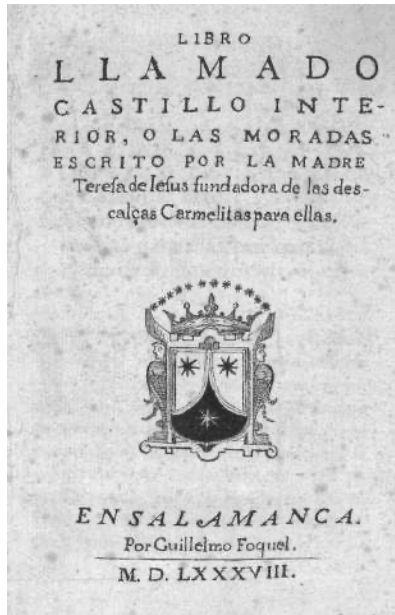 LIBRO
LLAMADO
CASTILLO INTE-
RIOR, O LAS MORADAS
ESCRITO POR LA MADRE
Teresa de Iesus fundadora de las des-
calças Carmelitas para ellas.
EN SALAMANCA.
Por Guillelmo Foquel.
M. D. LXXXVIII.